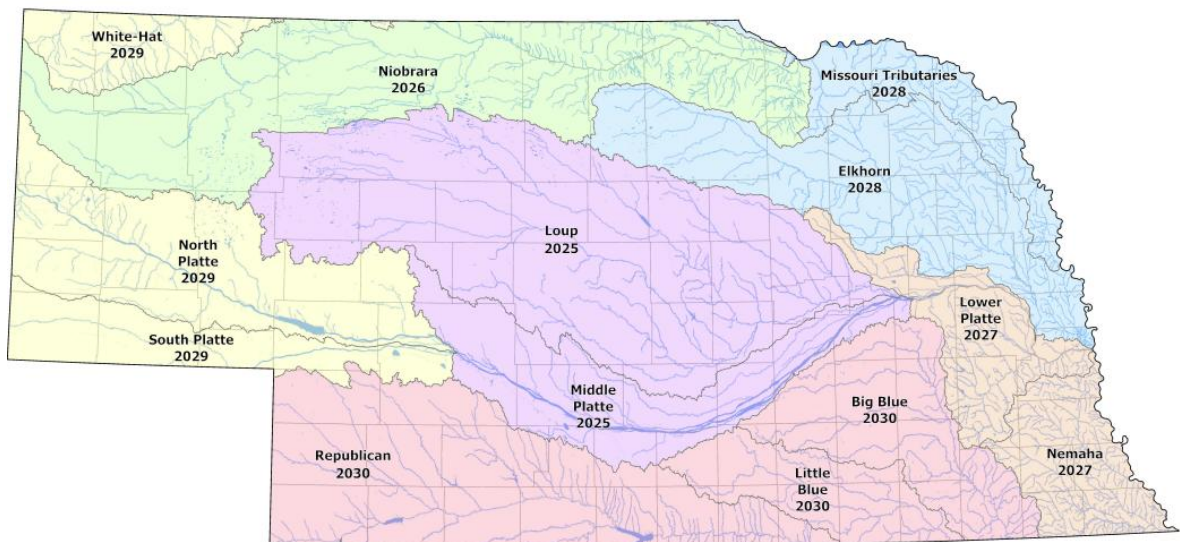 White-Hat
2029
Niobrara
2026
Missouri Tributaries
2028
Elkhorn
2028
Loup
2025
North
Platte
2029
South Platte
2029
Lower
Platte
2027
Middle
Platte
2025
Big Blue
2030
Republican
2030
Little
Blue
2030
Nemaha
2027